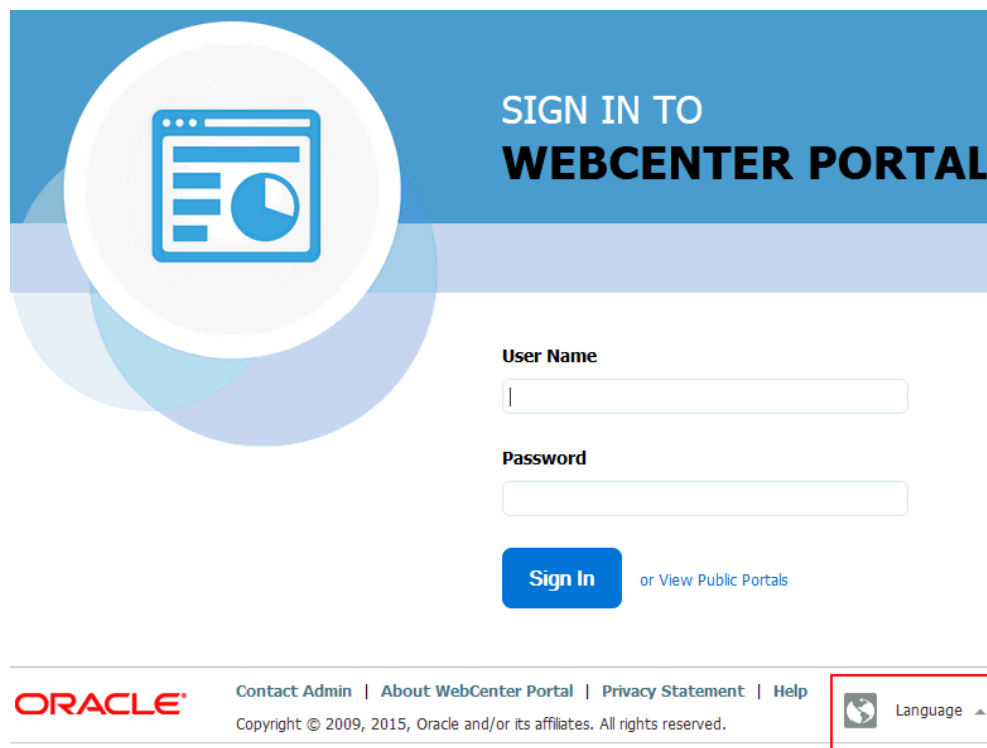 SIGN IN TO
WEBCENTER PORTAL
User Name
Password
Sign In
or View Public Portals
ORACLE
Contact Admin | About WebCenter Portal | Privacy Statement | Help
Copyright © 2009, 2015, Oracle and/or its affiliates. All rights reserved.
Language